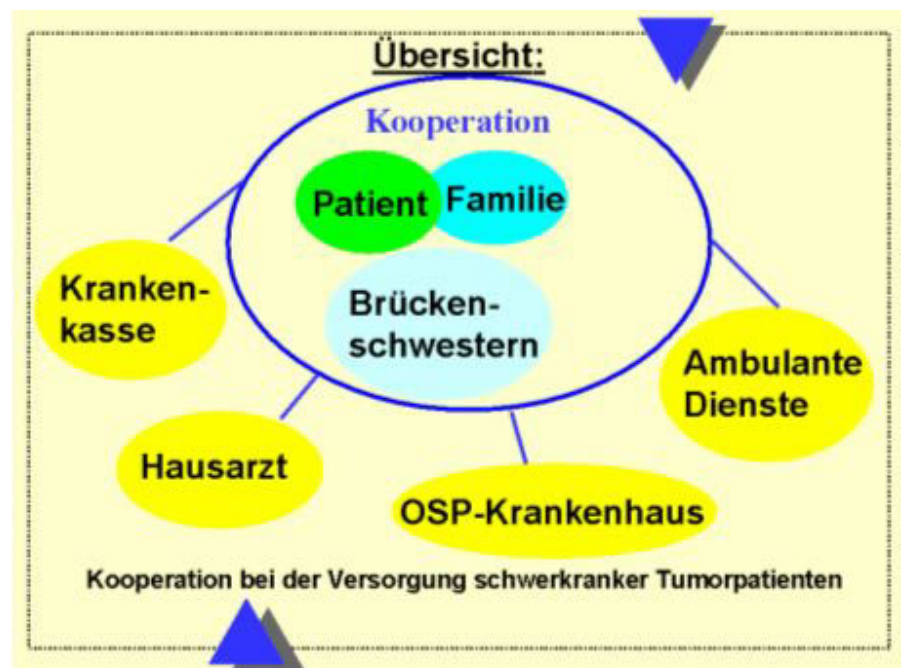 Übersicht:
Kooperation
Patient
Familie
Brücken-
schwestern
Kranken-
kasse
Ambulante
Dienste
Hausarzt
OSP-Krankenhaus
Kooperation bei der Versorgung schwerkranker Tumorpatienten